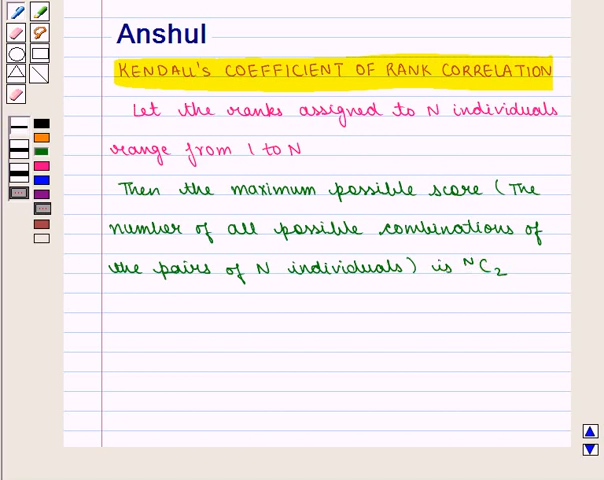 Anshul
KENDALL'S COEFFICIENT OF RANK CORRELATION
Let the ranks assigned to N individuals
range from 1 to N
Then the maximum possible score (The
number of all possible combinations of
the pairs of N individuals) is ᴺC₂